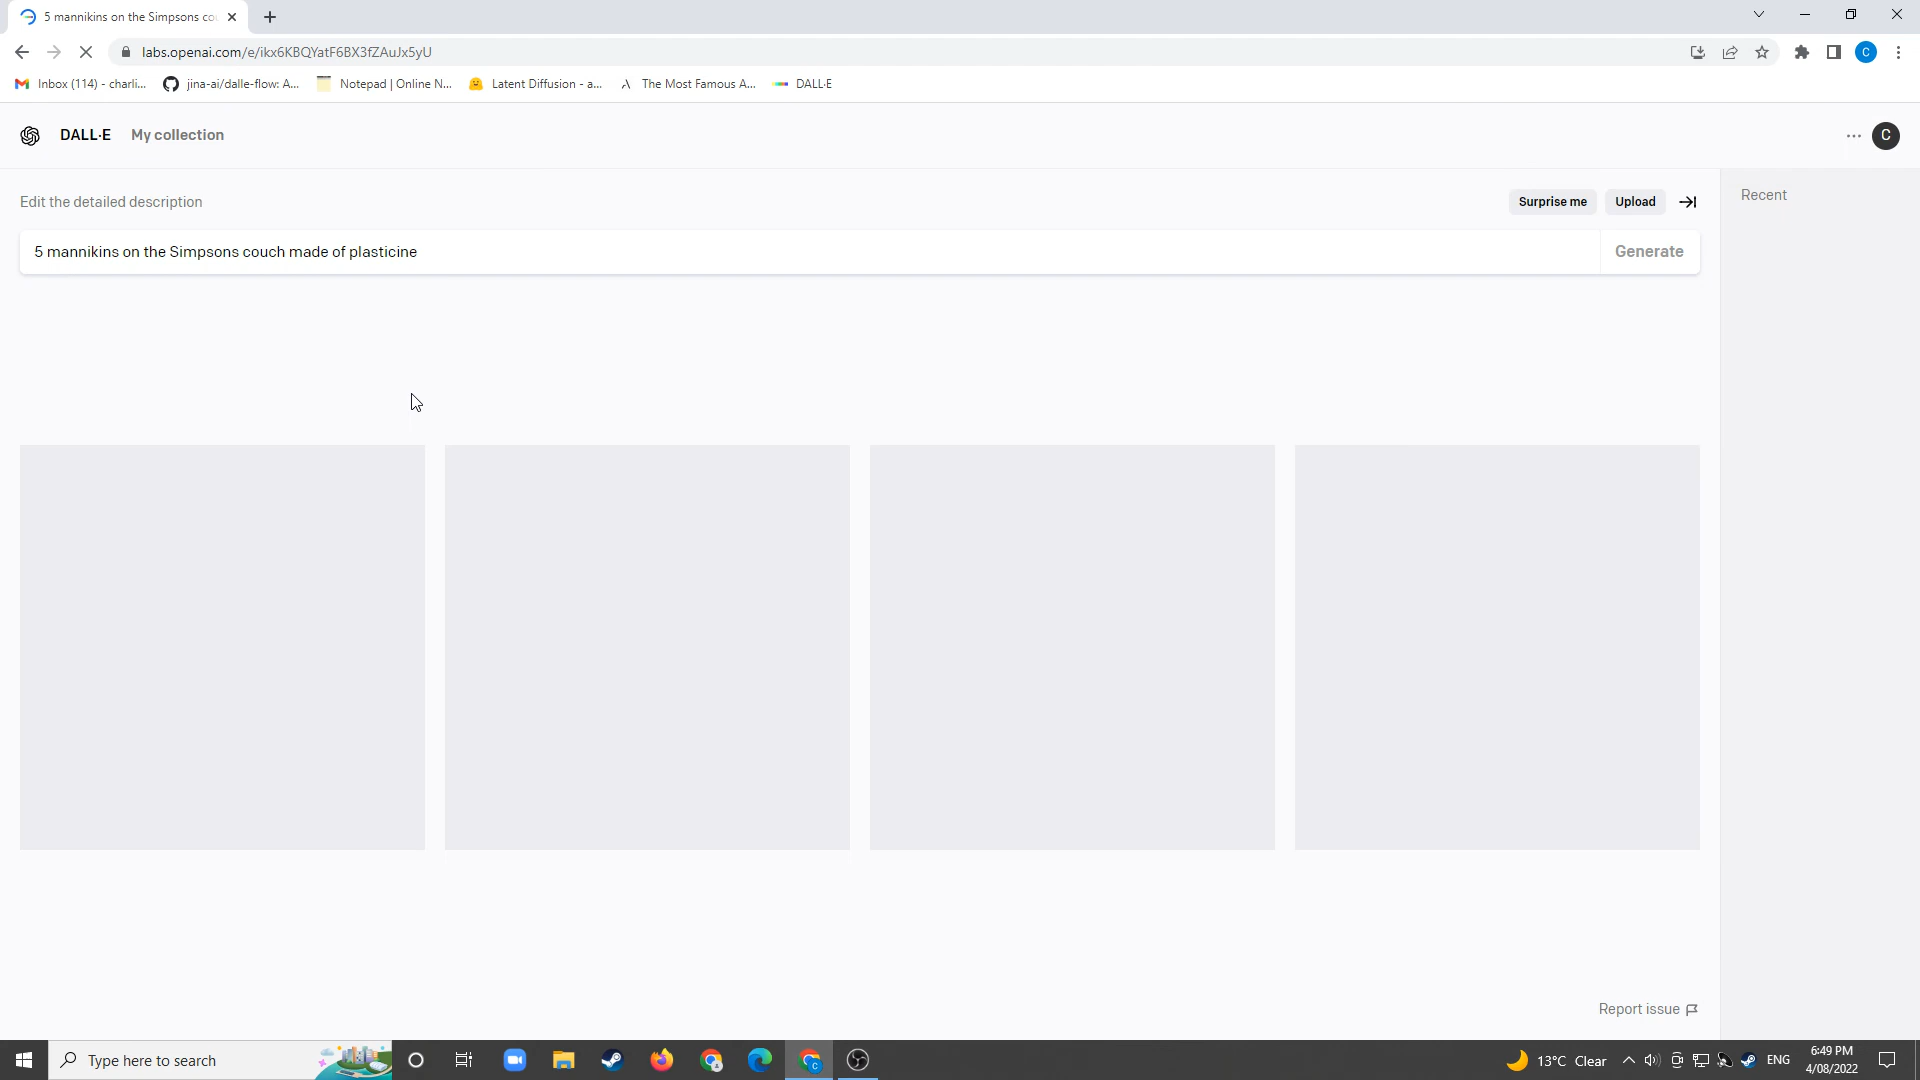 5 mannikins on the Simpsons co
labs.openai.com/e/ikx6KBQYatF6BX3fZAuJx5yU
C
Inbox (114) - charli...
jina-ai/dalle-flow: A...
Notepad | Online N...
Latent Diffusion - a...
The Most Famous A...
DALL·E
DALL·E
My collection
C
Edit the detailed description
Surprise me
Upload
Recent
5 mannikins on the Simpsons couch made of plasticine
Generate
Report issue
Type here to search
13°C Clear
ENG
6:49 PM
4/08/2022